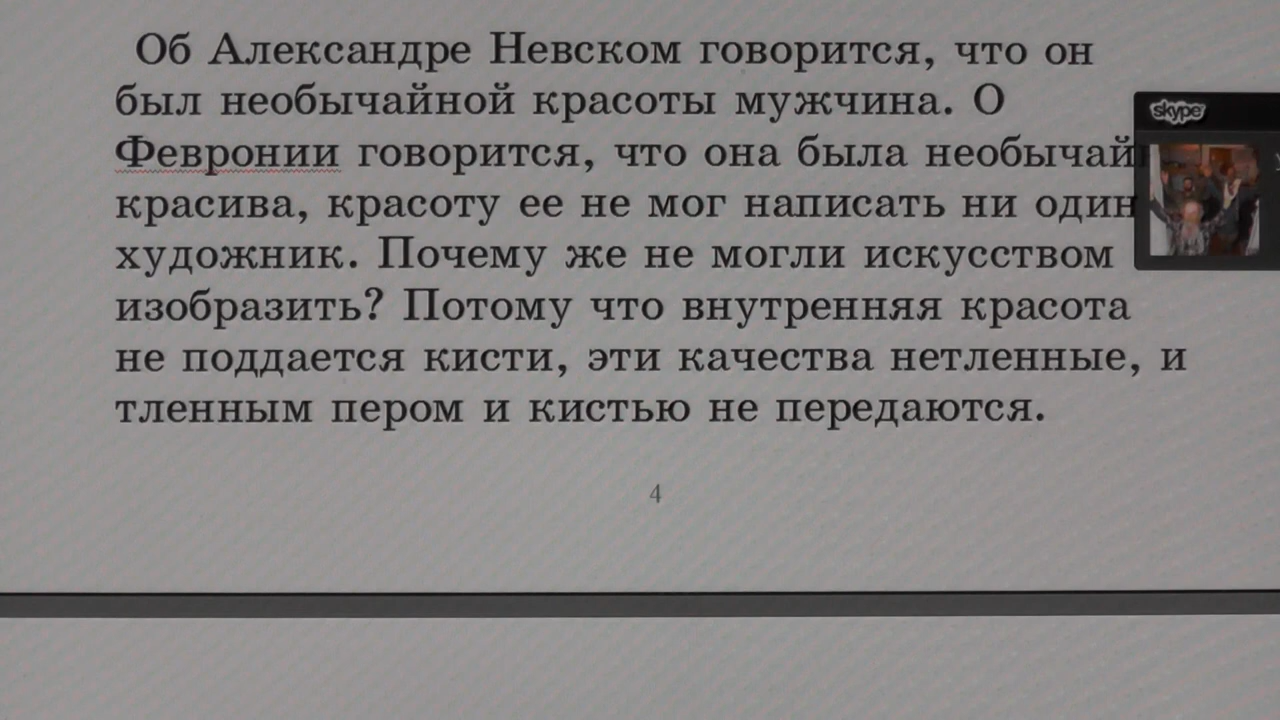 Об Александре Невском говорится, что он
был необычайной красоты мужчина. О
Февронии говорится, что она была
красива, красоту ее не мог написать ни один
художник. Почему же не могли искусством
изобразить? Потому что внутренняя красота
не поддается кисти, эти качества нетленные, и
тленным пером и кистью не передаются.
4
skype